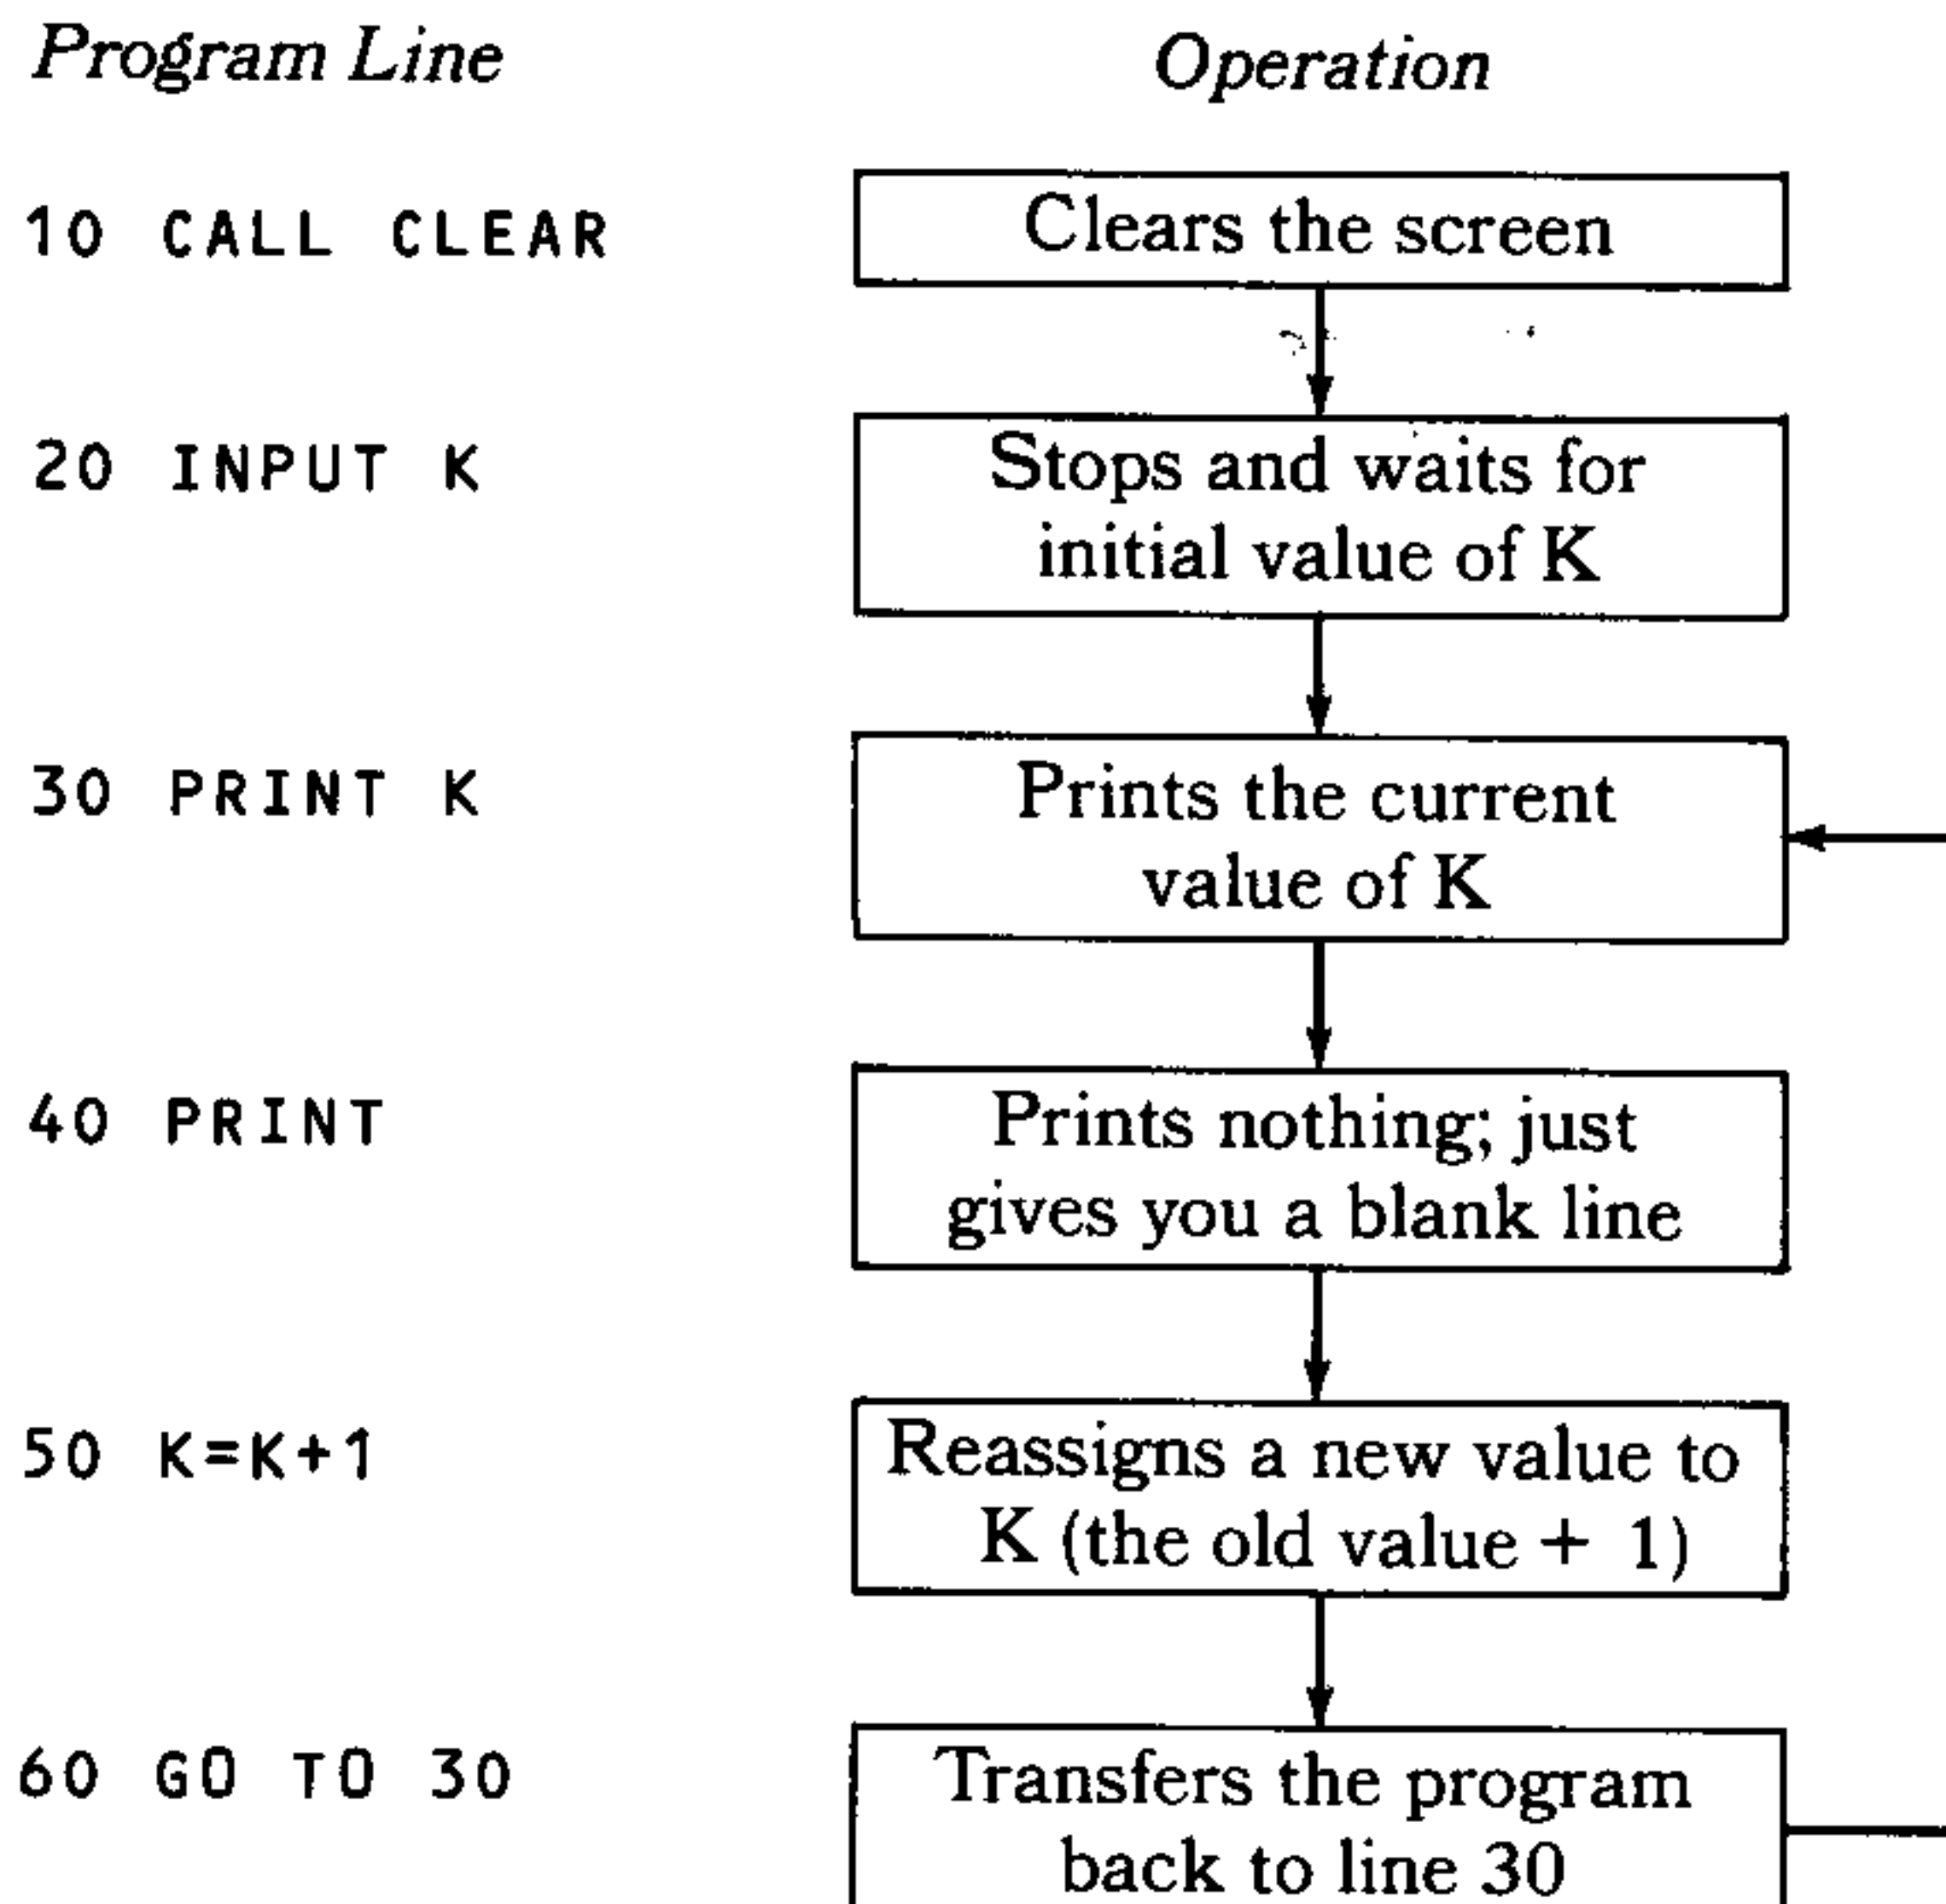 Program Line
Operation
10 CALL CLEAR
Clears the screen
20 INPUT K
Stops and waits for
initial value of K
30 PRINT K
Prints the current
value of K
40 PRINT
Prints nothing; just
gives you a blank line
50 K=K+1
Reassigns a new value to
K (the old value + 1)
60 GO TO 30
Transfers the program
back to line 30